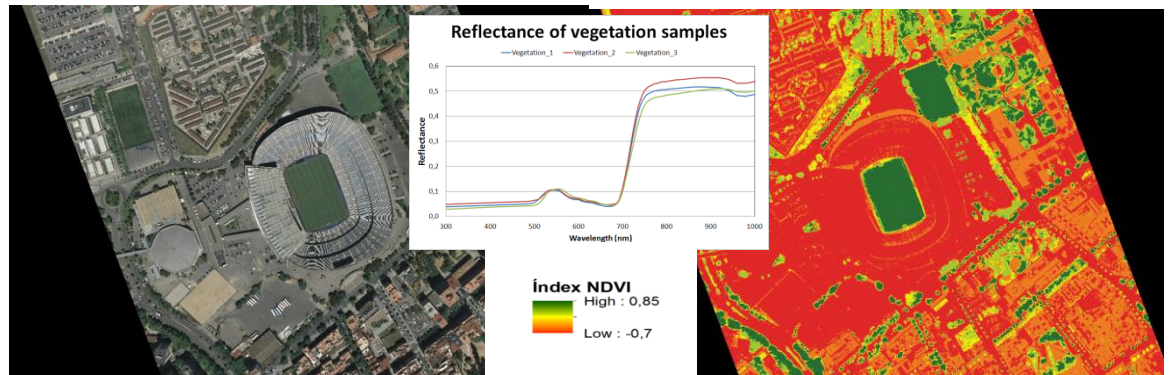 Reflectance of vegetation samples
Vegetation_1 Vegetation_2 Vegetation_3
Reflectance
0,6
0,5
0,4
0,3
0,2
0,1
0,0
300 400 500 600 700 800 900 1000
Wavelength (nm)
Índex NDVI
High : 0,85
Low : -0,7